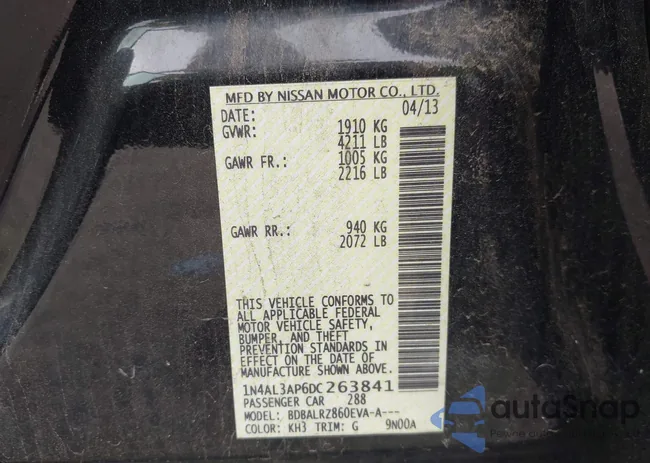 MFD BY NISSAN MOTOR CO., LTD.
DATE: 04/13
GVWR: 1910 KG
4211 LB
GAWR FR.: 1005 KG
2216 LB
GAWR RR.: 940 KG
2072 LB
THIS VEHICLE CONFORMS TO
ALL APPLICABLE FEDERAL
MOTOR VEHICLE SAFETY,
BUMPER, AND THEFT
PREVENTION STANDARDS IN
EFFECT ON THE DATE OF
MANUFACTURE SHOWN ABOVE.
1N4AL3AP6DC263841
PASSENGER CAR 288
MODEL: BDBALRZ860EVA-A---
COLOR: KH3 TRIM: G 9N00A
autoSnap